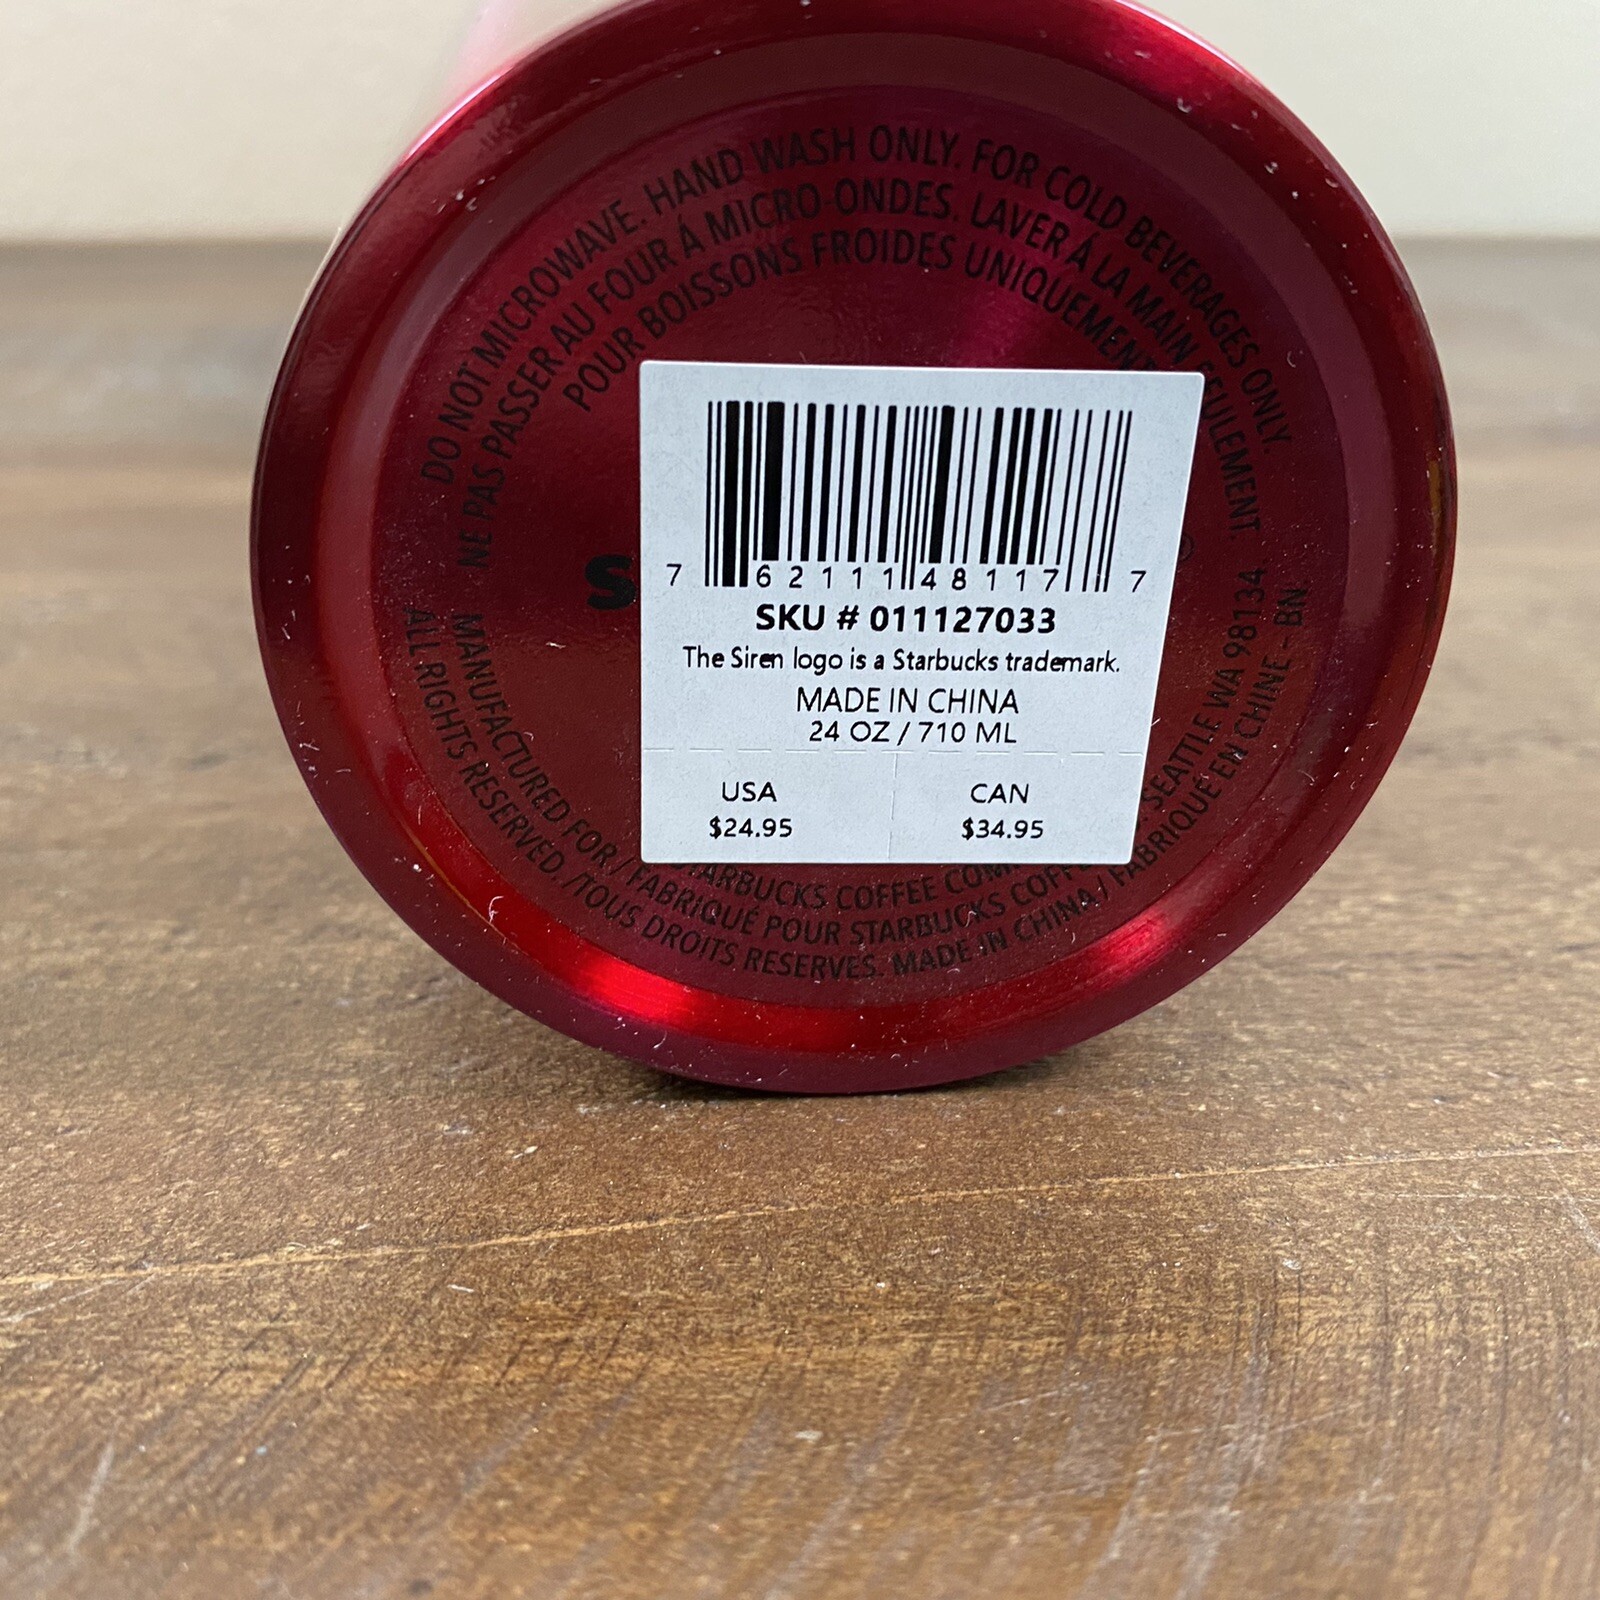 DO NOT MICROWAVE. HAND WASH ONLY. FOR COLD BEVERAGES ONLY.
NE PAS PASSER AU FOUR Á MICRO-ONDES. LAVER Á LA MAIN SEULEMENT.
POUR BOISSONS FROIDES UNIQUEMENT
S ®
7 62111 48117 7
SKU # 011127033
The Siren logo is a Starbucks trademark.
MADE IN CHINA
24 OZ / 710 ML
USA
$24.95
CAN
$34.95
MANUFACTURED FOR / STARBUCKS COFFEE
FABRIQUÉ POUR STARBUCKS SEATTLE WA 98134
ALL RIGHTS RESERVED. /TOUS DROITS RESERVES. MADE IN CHINA / FABRIQUÉ EN CHINE - BN.